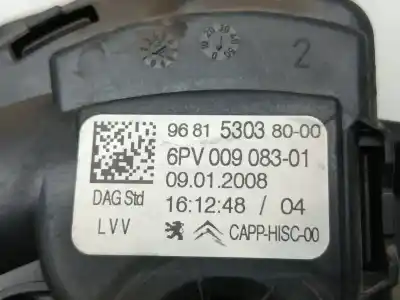 2
96 81 5303 80-00
6PV 009 083-01
09.01.2008
DAG Std
16:12:48 / 04
LVV
CAPP-HISC-00